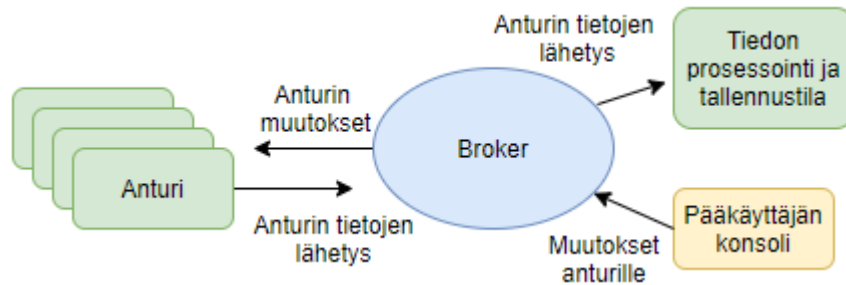 Anturin tietojen
lähetys
Tiedon
prosessointi ja
tallennustila
Anturin
muutokset
Broker
Anturi
Anturin tietojen
lähetys
Pääkäyttäjän
konsoli
Muutokset
anturille